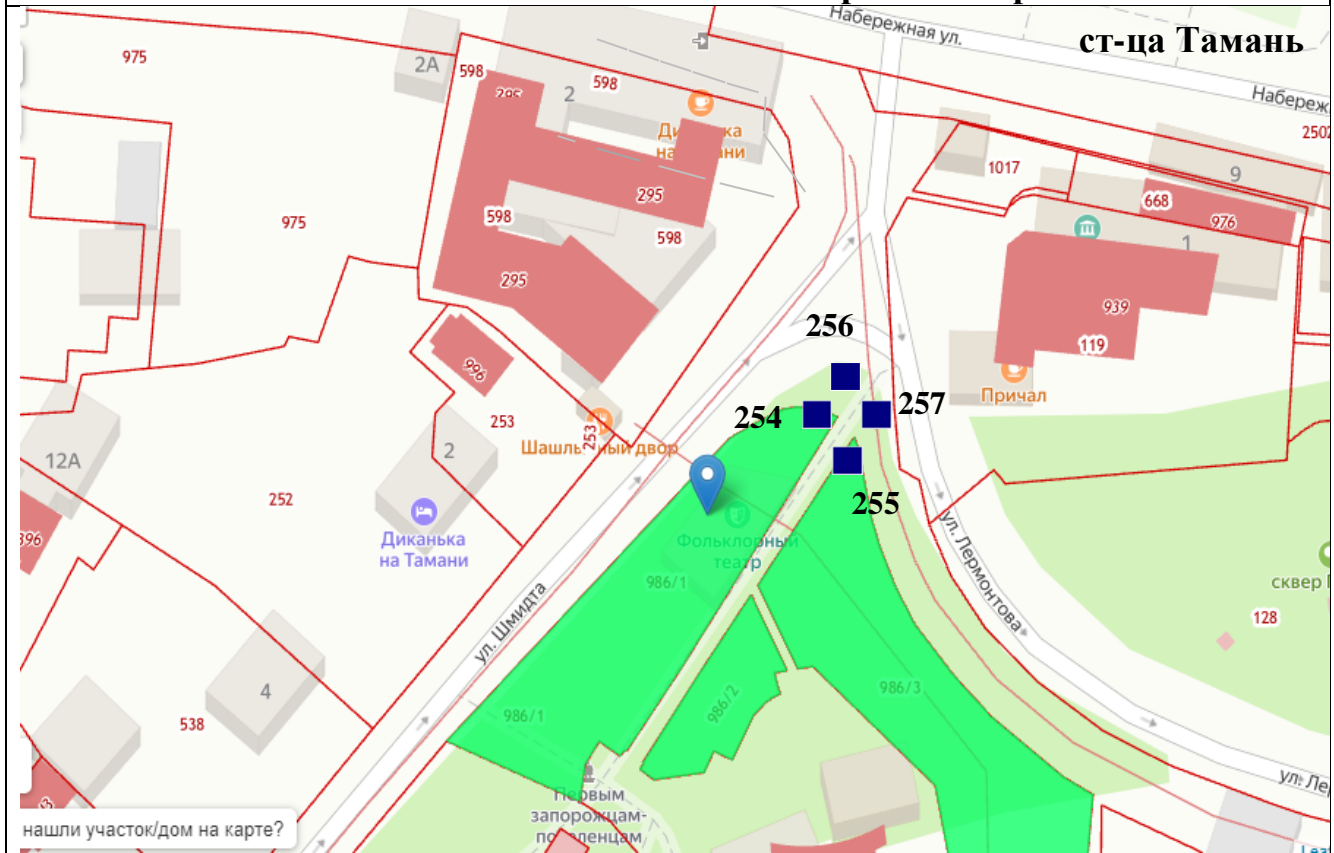 Набережная ул.
ст-ца Тамань
975
2А
598
598
295
2
Набереж
2502
Диканька
на Тамани
1017
9
668
976
1
295
598
975
598
295
939
119
256
996
Причал
254
257
253
253
Шашлычный двор
2
12А
252
255
396
Диканька
на Тамани
Фольклорный
театр
986/1
ул. Шмидта
ул. Лермонтова
сквер
128
4
986/3
986/2
986/1
538
ул. Ле
Первым
запорожцам-
поселенцам
нашли участок/дом на карте?